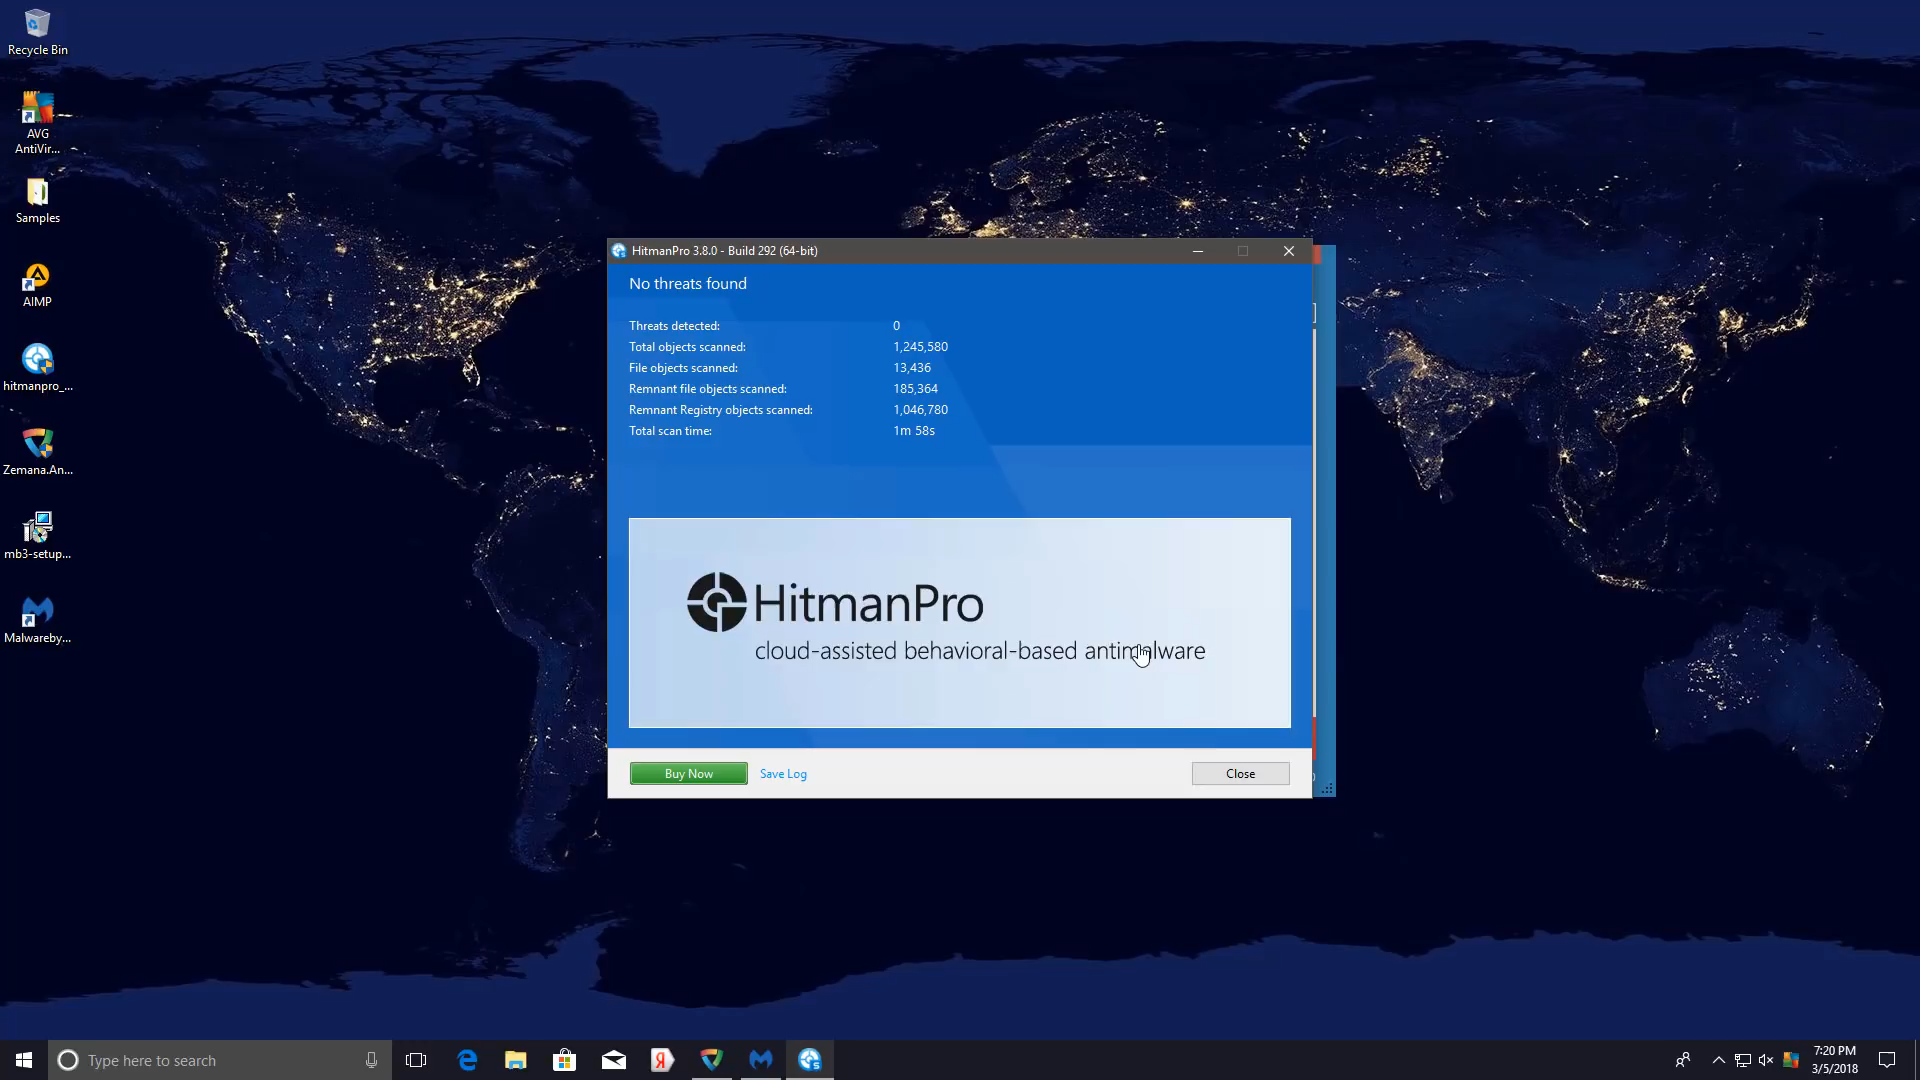 Recycle Bin
AVG
AntiVir...
Samples
AIMP
hitmanpro_...
Zemana.An...
mb3-setup...
Malwareby...
HitmanPro 3.8.0 - Build 292 (64-bit)
No threats found
Threats detected: 0
Total objects scanned: 1,245,580
File objects scanned: 13,436
Remnant file objects scanned: 185,364
Remnant Registry objects scanned: 1,046,780
Total scan time: 1m 58s
HitmanPro
cloud-assisted behavioral-based antimalware
Buy Now
Save Log
Close
Type here to search
7:20 PM
3/5/2018